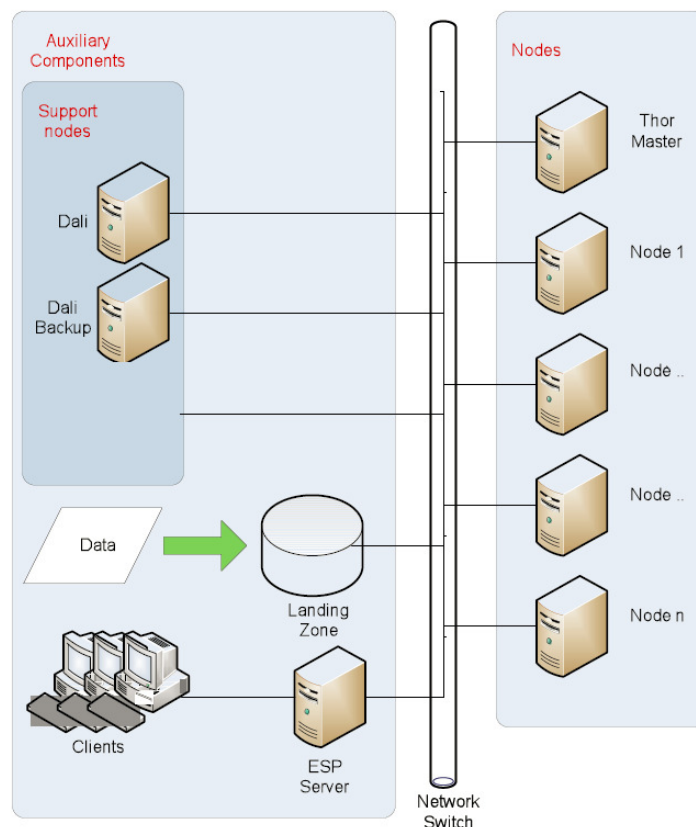 Auxiliary
Components
Support
nodes
Dali
Dali
Backup
Data
Landing
Zone
Clients
ESP
Server
Network
Switch
Nodes
Thor
Master
Node 1
Node ..
Node ..
Node n